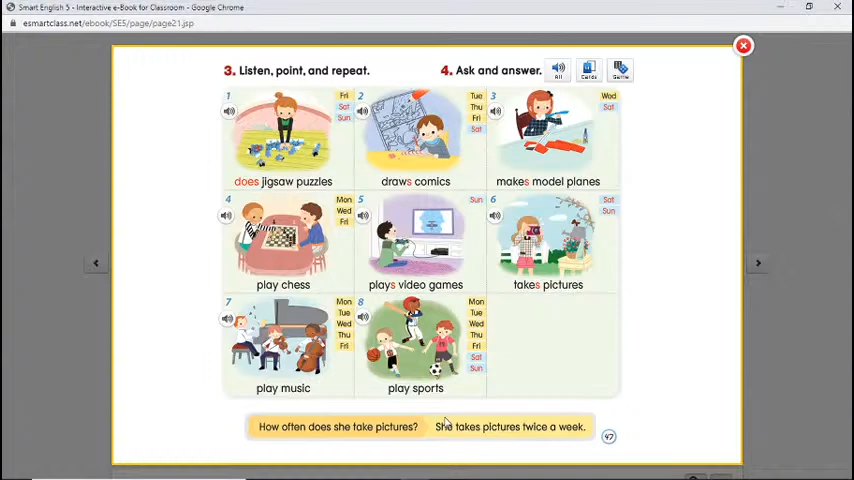 Smart English 5 - Interactive e-Book for Classroom - Google Chrome
esmartclass.net/ebook/SE5/page/page21.jsp
3. Listen, point, and repeat.
4. Ask and answer.
All
Cards
Game
1
Fri
Sat
Sun
does jigsaw puzzles
2
Tue
Thu
Fri
Sat
draws comics
3
Wed
Sat
makes model planes
4
Mon
Wed
Fri
play chess
5
Sun
plays video games
6
Sat
Sun
takes pictures
7
Mon
Tue
Wed
Thu
Fri
play music
8
Mon
Tue
Wed
Thu
Fri
Sat
Sun
play sports
How often does she take pictures?
She takes pictures twice a week.
47